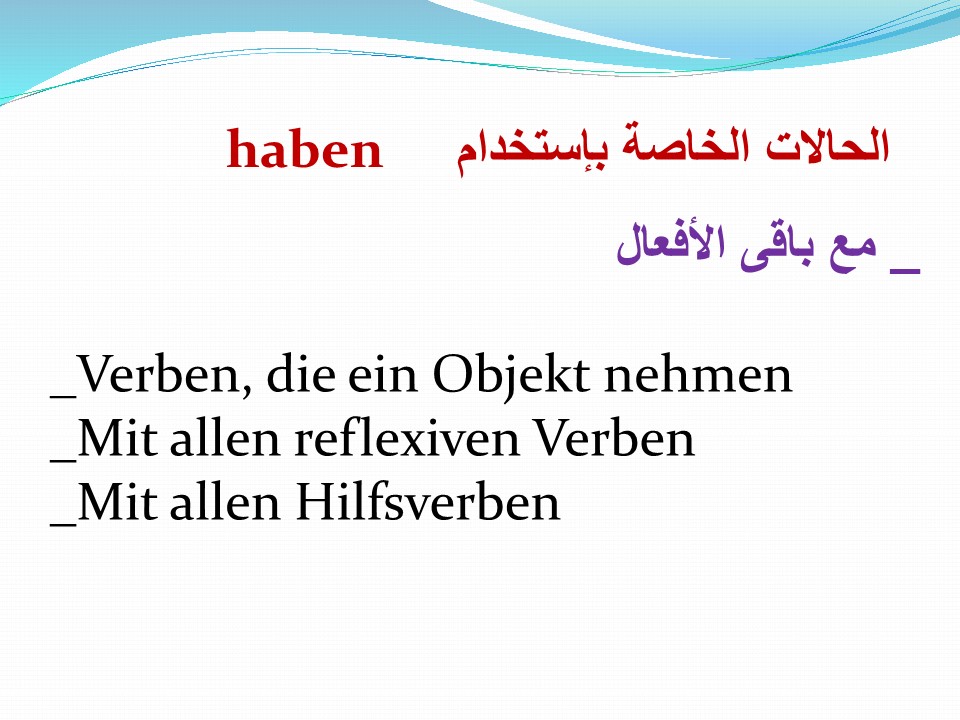 الحالات الخاصة بإستخدام haben
_ مع باقى الأفعال
_Verben, die ein Objekt nehmen
_Mit allen reflexiven Verben
_Mit allen Hilfsverben